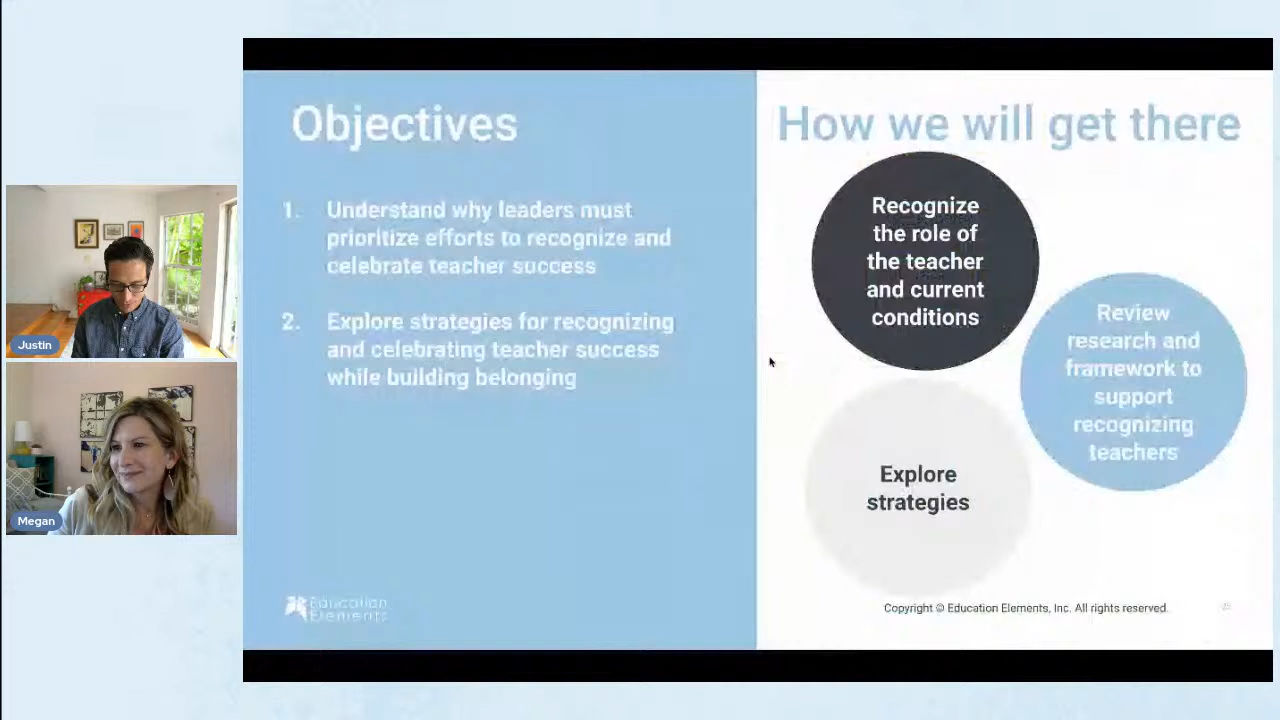 Objectives
1. Understand why leaders must
prioritize efforts to recognize and
celebrate teacher success
2. Explore strategies for recognizing
and celebrating teacher success
while building belonging
Education
Elements
How we will get there
Recognize
the role of
the teacher
and current
conditions
Review
research and
framework to
support
recognizing
teachers
Explore
strategies
Copyright © Education Elements, Inc. All rights reserved.
Justin
Megan